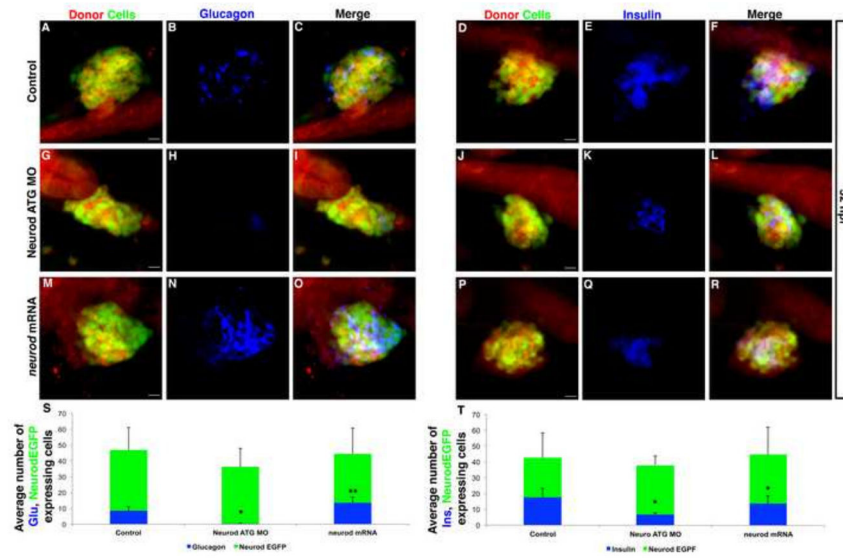 Donor Cells Glucagon Merge Donor Cells Insulin Merge
Control A B C D E F
Neurod ATG MO G H I J K L
neurod mRNA M N O P Q R
S
Average number of
Glu, NeurodEGFP
expressing cells
70
60
50
40
30
20
10
0
*
**
Control Neurod ATG MO neurod mRNA
Glucagon Neurod EGFP
T
Average number of
Ins, NeurodEGFP
expressing cells
70
60
50
40
30
20
10
0
*
*
Control Neuro ATG MO neurod mRNA
Insulin Neurod EGPF